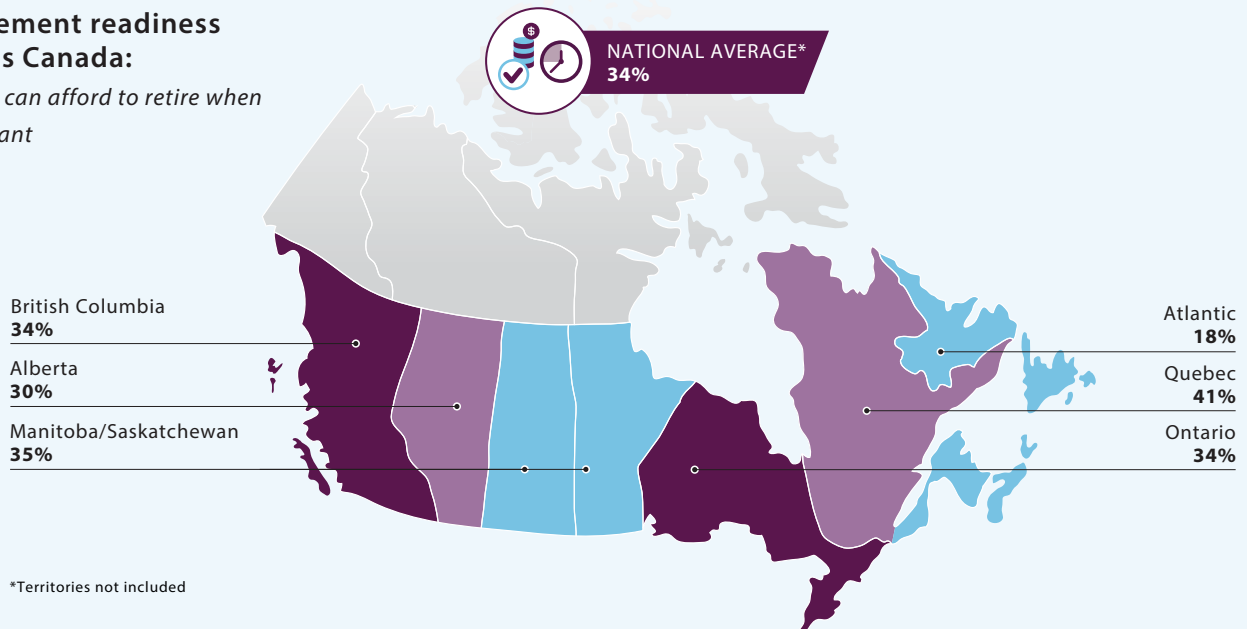 ement readiness
s Canada:
can afford to retire when
ant
$
NATIONAL AVERAGE*
34%
British Columbia
34%
Alberta
30%
Manitoba/Saskatchewan
35%
Atlantic
18%
Quebec
41%
Ontario
34%
*Territories not included